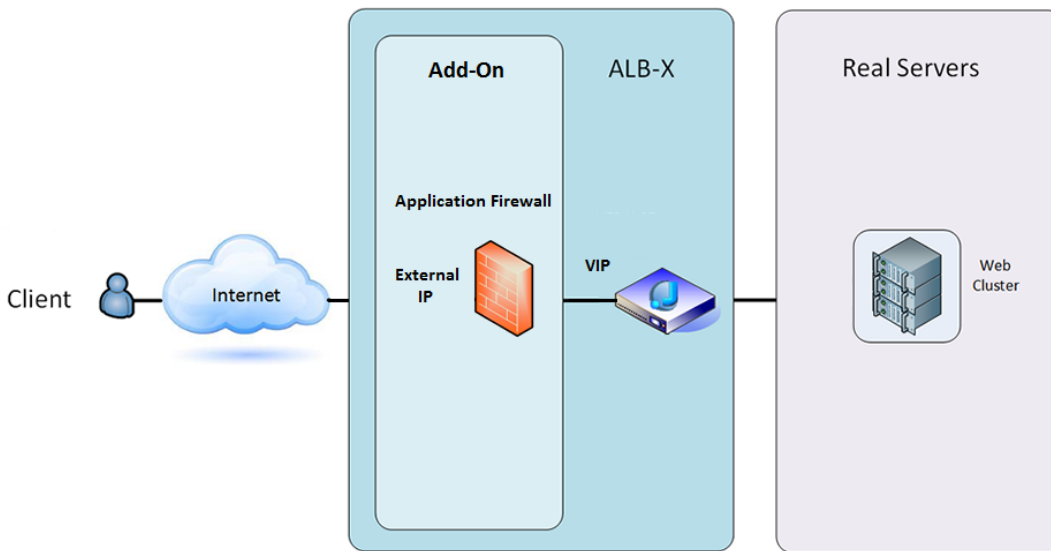 Add-On
ALB-X
Real Servers
Application Firewall
External
IP
VIP
Web
Cluster
Client
Internet